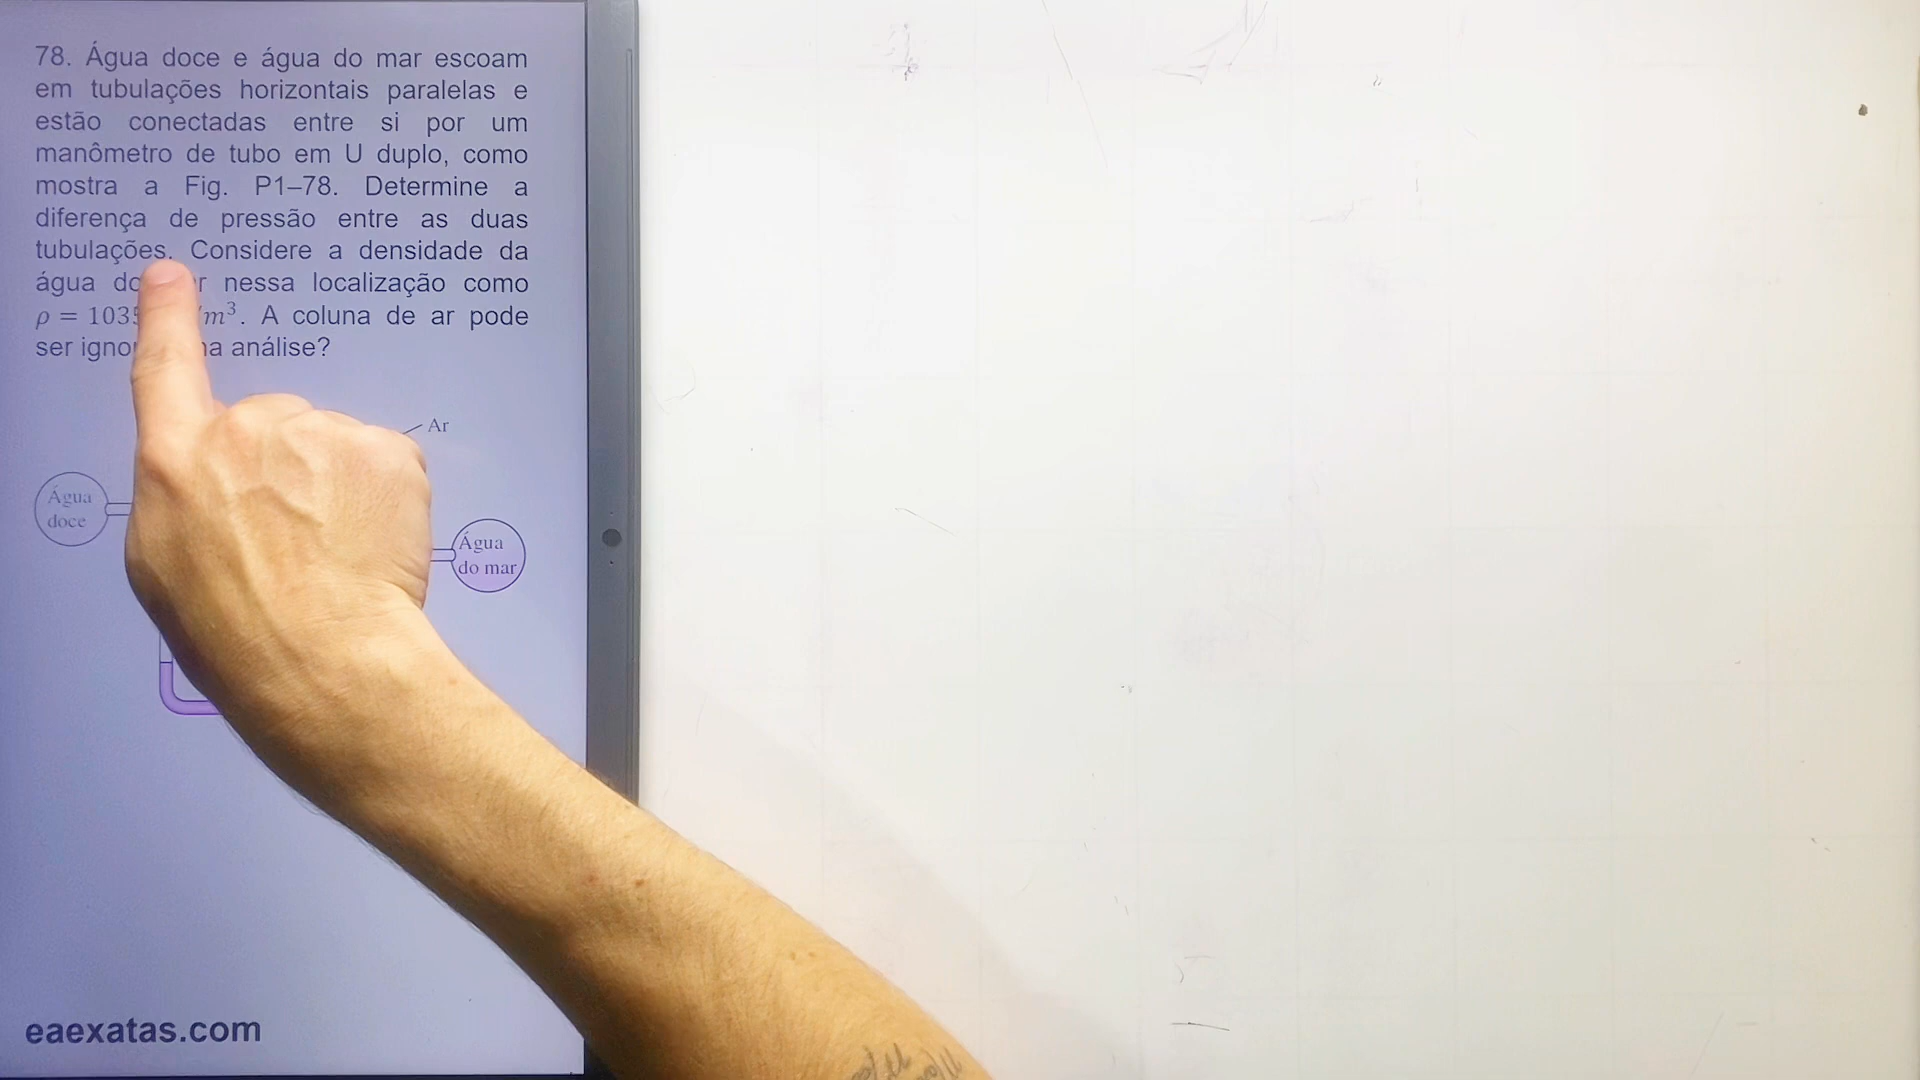 78. Água doce e água do mar escoam
em tubulações horizontais paralelas e
estão conectadas entre si por um
manômetro de tubo em U duplo, como
mostra a Fig. P1–78. Determine a
diferença de pressão entre as duas
tubulações. Considere a densidade da
água nessa localização como
ρ = 103 /m³. A coluna de ar pode
ser análise?
Ar
Água
doce
Água
do mar
eaexatas.com